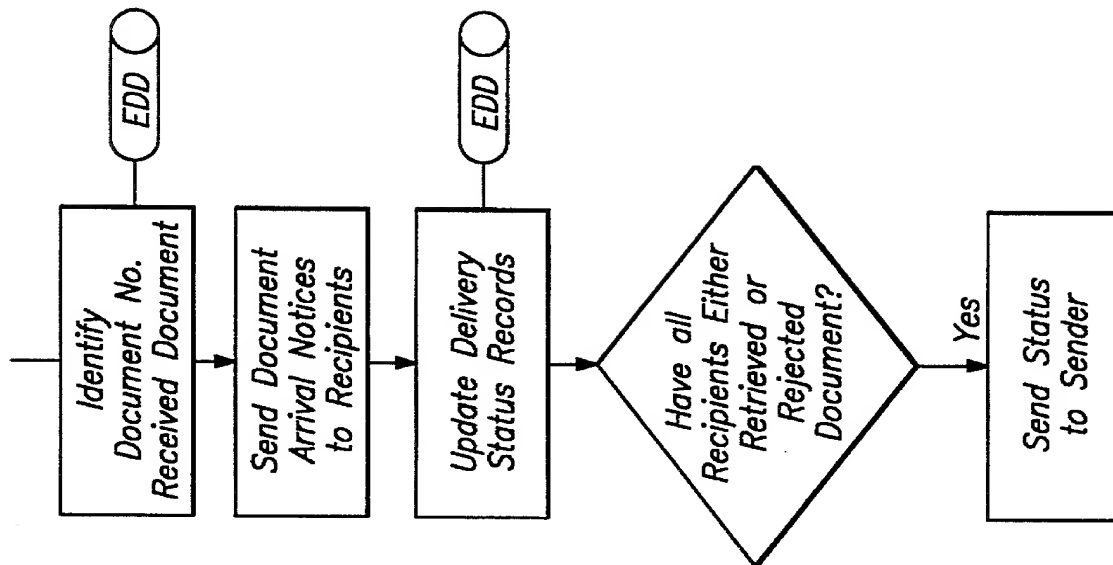 Identify
Document No.
Received Document
EDD
Send Document
Arrival Notices
to Recipients
Update Delivery
Status Records
EDD
Have all
Recipients Either
Retrieved or
Rejected
Document?
Yes
Send Status
to Sender